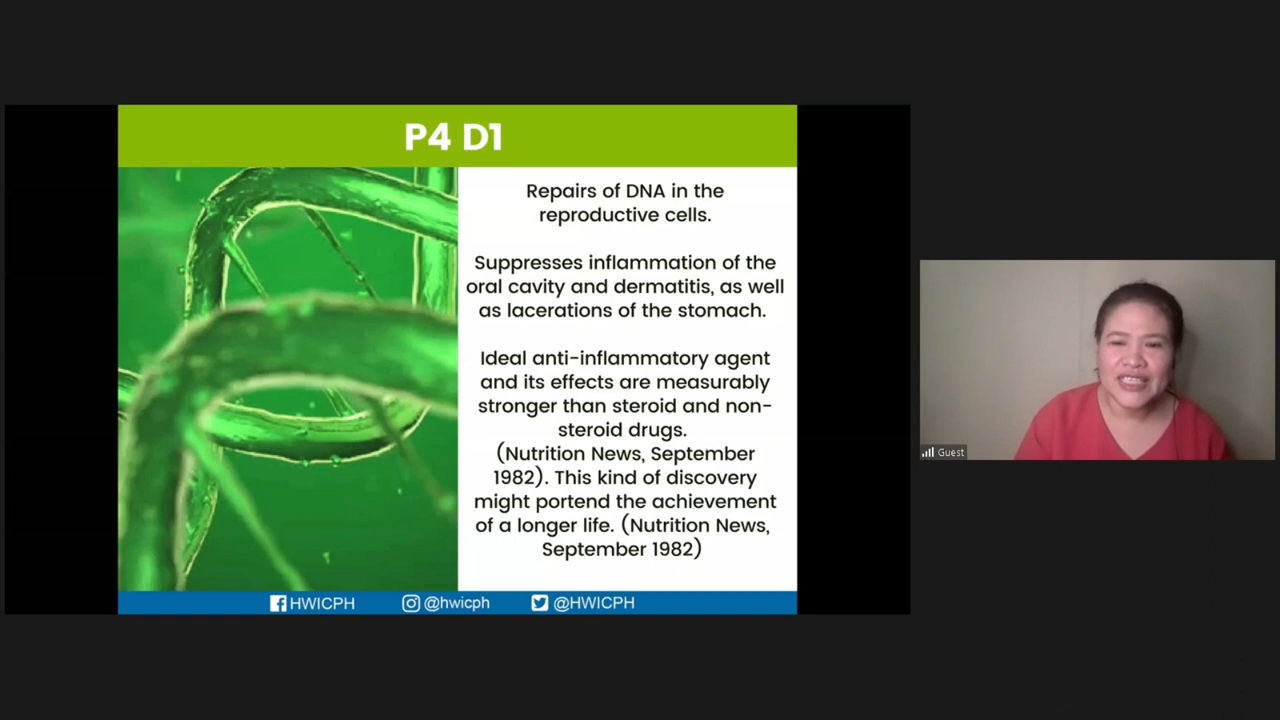 P4 D1
Repairs of DNA in the
reproductive cells.
Suppresses inflammation of the
oral cavity and dermatitis, as well
as lacerations of the stomach.
Ideal anti-inflammatory agent
and its effects are measurably
stronger than steroid and non-
steroid drugs.
(Nutrition News, September
1982). This kind of discovery
might portend the achievement
of a longer life. (Nutrition News,
September 1982)
HWICPH
@hwicph
@HWICPH
Guest